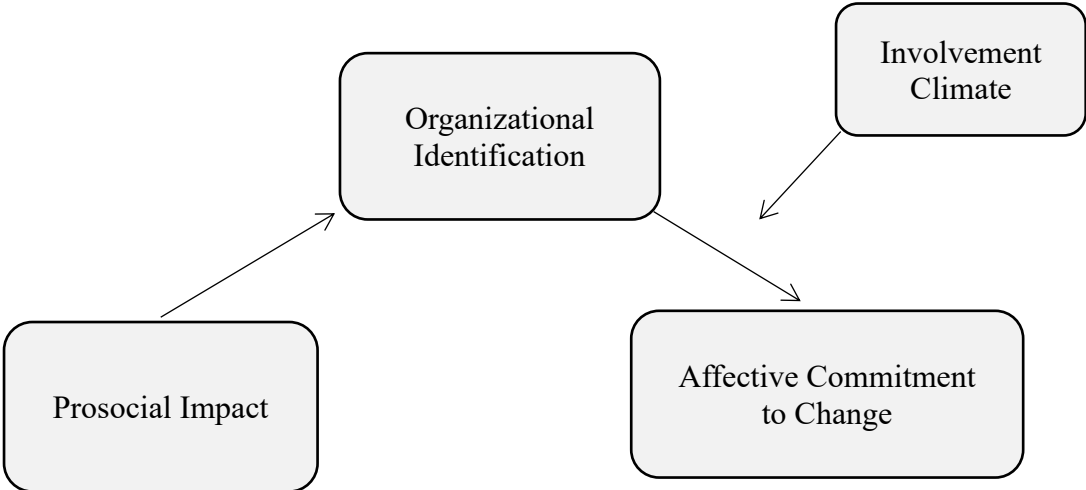 Involvement
Climate
Organizational
Identification
Affective Commitment
to Change
Prosocial Impact